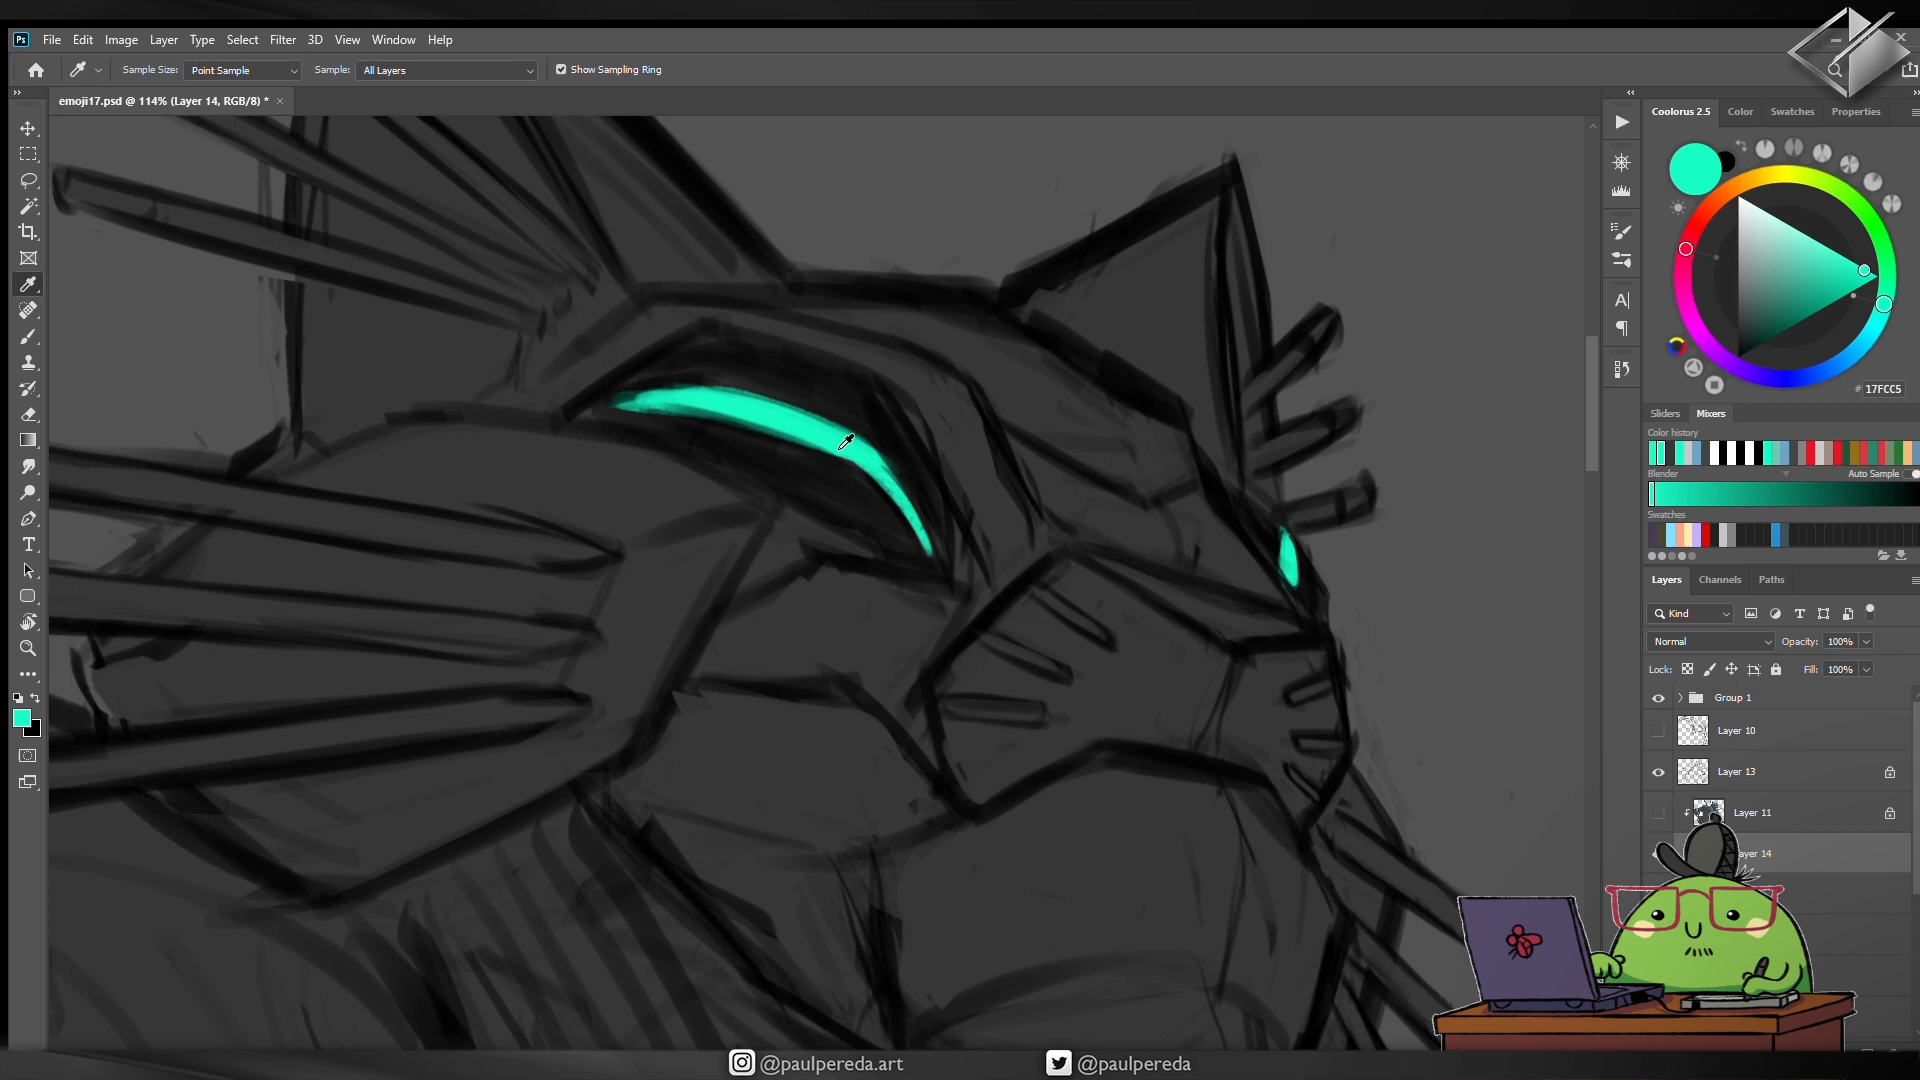 Ps File Edit Image Layer Type Select Filter 3D View Window Help
Sample Size: Point Sample Sample: All Layers Show Sampling Ring
emoji17.psd @ 114% (Layer 14, RGB/8) *
Coolorus 2.5 Color Swatches Properties
# 17FCC5
Sliders Mixers
Color history
Blender Auto Sample
Swatches
Layers Channels Paths
Kind
Normal Opacity: 100%
Lock: Fill: 100%
Group 1
Layer 10
Layer 13
Layer 11
ayer 14
@paulpereda.art @paulpereda